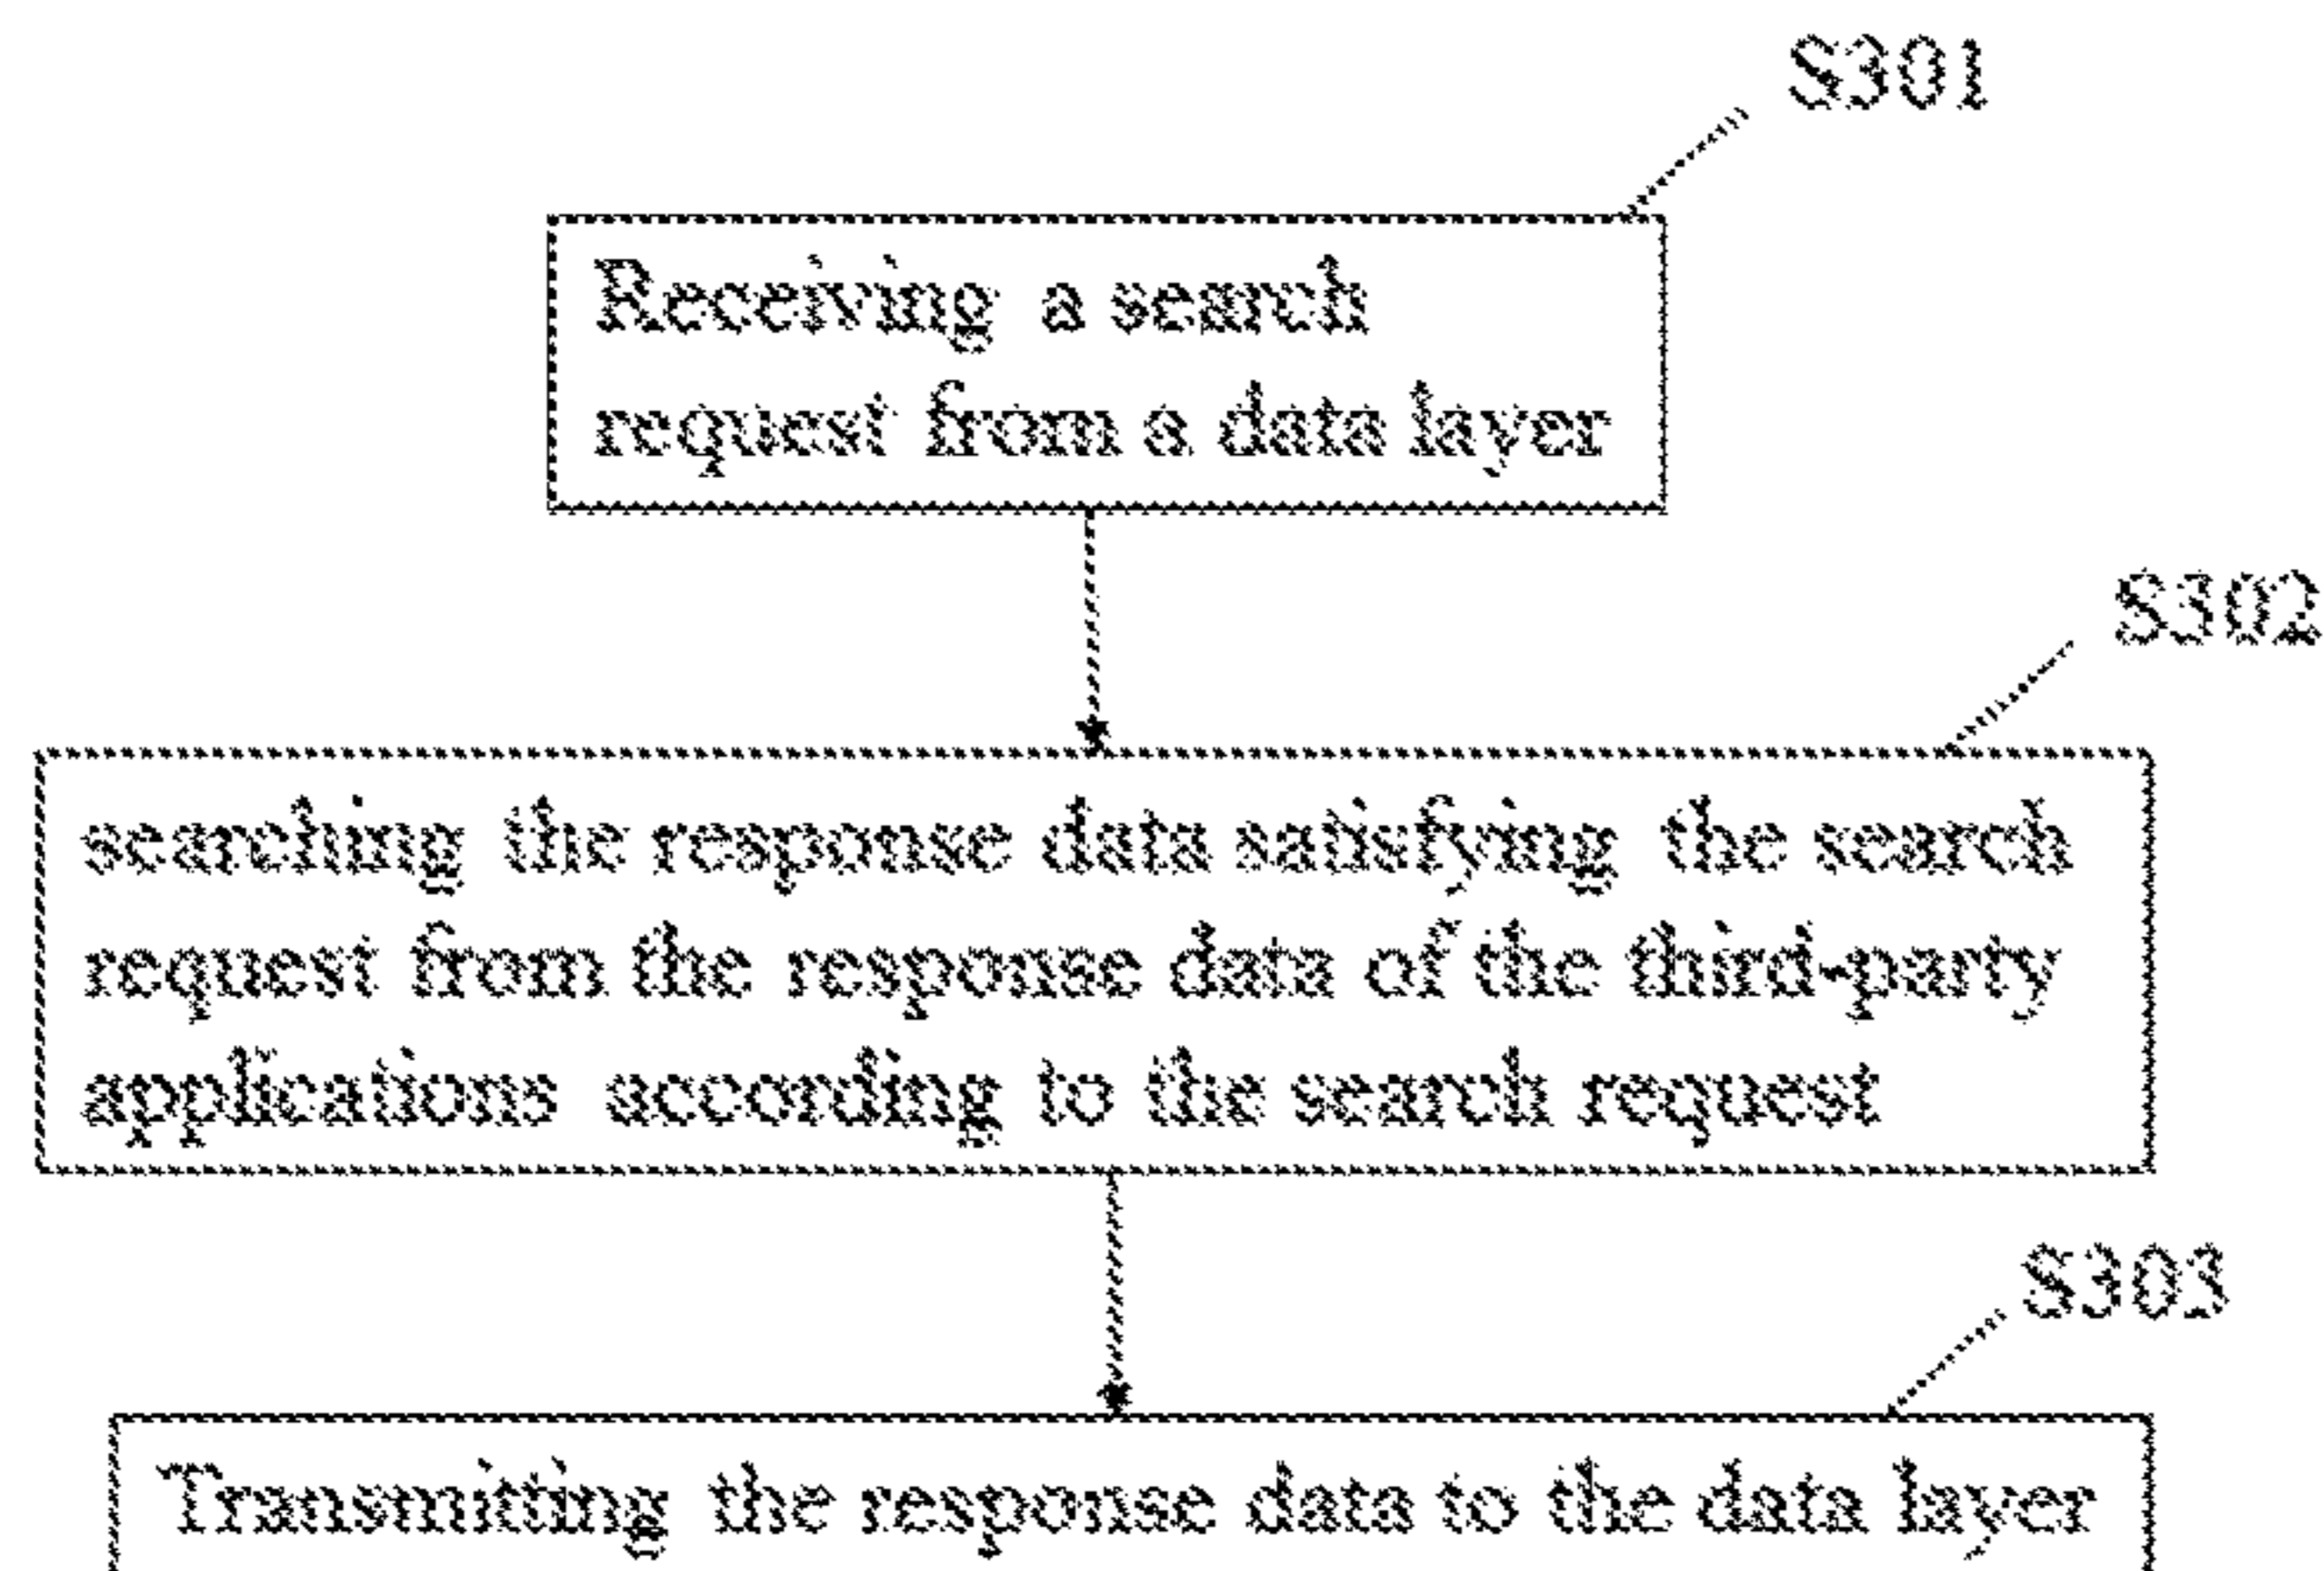 S301
Receiving a search
request from a data layer
S302
searching the response data satisfying the search
request from the response data of the third-party
applications according to the search request
S303
Transmitting the response data to the data layer